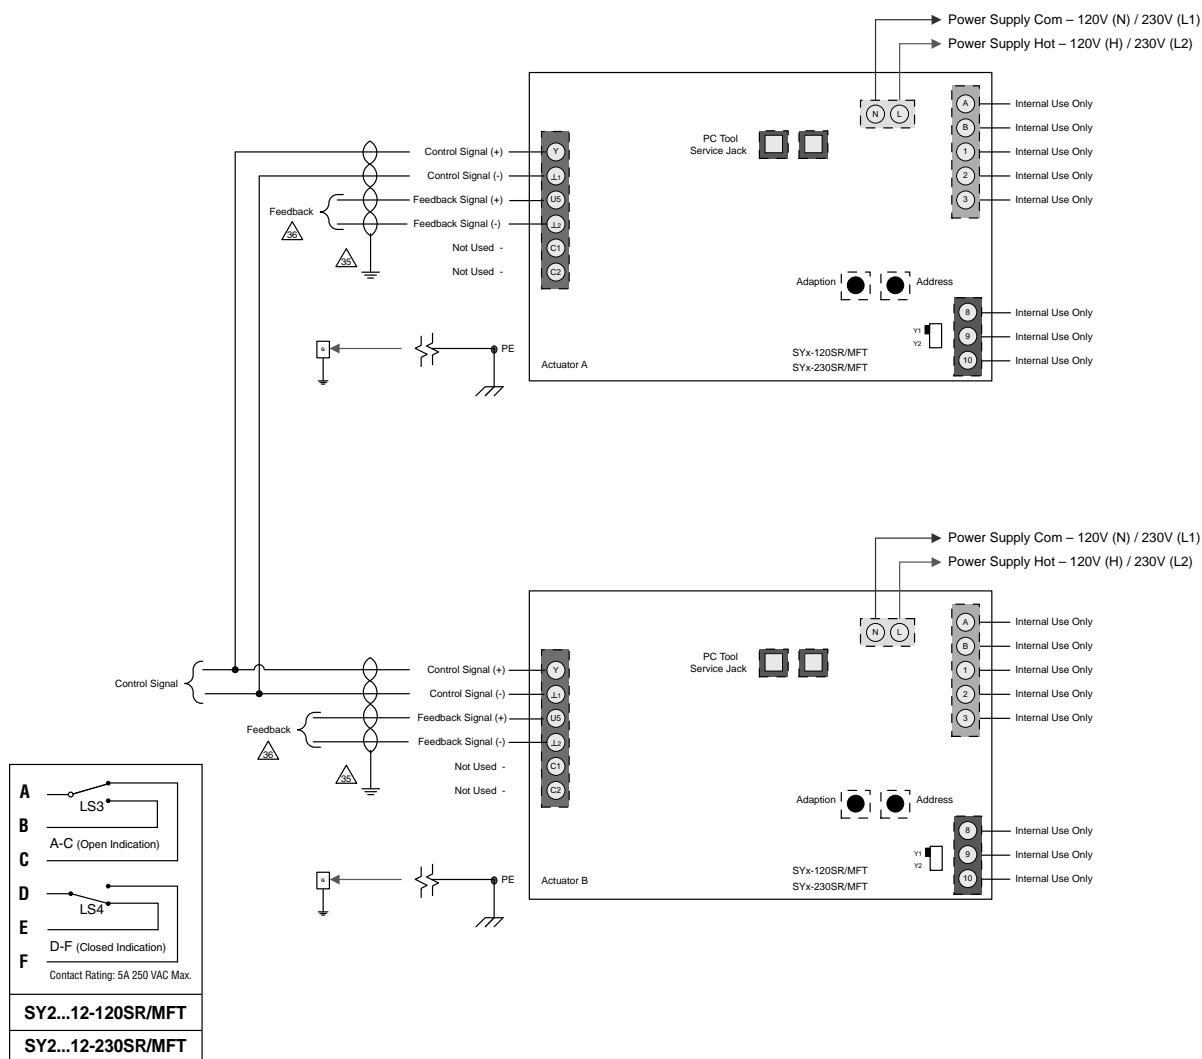 Power Supply Com – 120V (N) / 230V (L1)
Power Supply Hot – 120V (H) / 230V (L2)
N L
A Internal Use Only
B Internal Use Only
1 Internal Use Only
2 Internal Use Only
3 Internal Use Only
PC Tool
Service Jack
Control Signal (+) Y
Control Signal (-) ⊥1
Feedback Signal (+) U5
Feedback Signal (-) ⊥2
Not Used - C1
Not Used - C2
Feedback
36
35
Adaption Address
8 Internal Use Only
9 Internal Use Only
10 Internal Use Only
Y1
Y2
G
PE
Actuator A
SYx-120SR/MFT
SYx-230SR/MFT
Power Supply Com – 120V (N) / 230V (L1)
Power Supply Hot – 120V (H) / 230V (L2)
N L
A Internal Use Only
B Internal Use Only
1 Internal Use Only
2 Internal Use Only
3 Internal Use Only
PC Tool
Service Jack
Control Signal
Control Signal (+) Y
Control Signal (-) ⊥1
Feedback Signal (+) U5
Feedback Signal (-) ⊥2
Not Used - C1
Not Used - C2
Feedback
36
35
Adaption Address
8 Internal Use Only
9 Internal Use Only
10 Internal Use Only
Y1
Y2
G
PE
Actuator B
SYx-120SR/MFT
SYx-230SR/MFT
A
LS3
B
A-C (Open Indication)
C
D
LS4
E
D-F (Closed Indication)
F
Contact Rating: 5A 250 VAC Max.
SY2...12-120SR/MFT
SY2...12-230SR/MFT